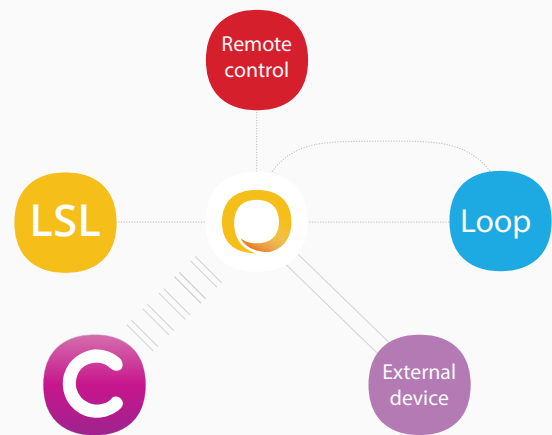 Remote
control
LSL
Loop
C
External
device